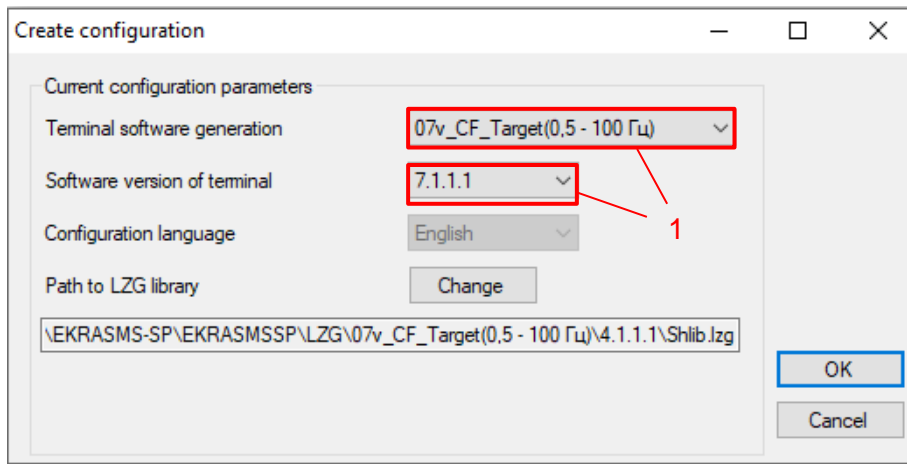 Create configuration
Current configuration parameters
Terminal software generation
07v_CF_Target(0,5 - 100 Гц)
Software version of terminal
7.1.1.1
1
Configuration language
English
Path to LZG library
Change
\EKRASMS-SP\EKRASMSSP\LZG\07v_CF_Target(0,5 - 100 Гц)\4.1.1.1\Shlib.lzg
OK
Cancel